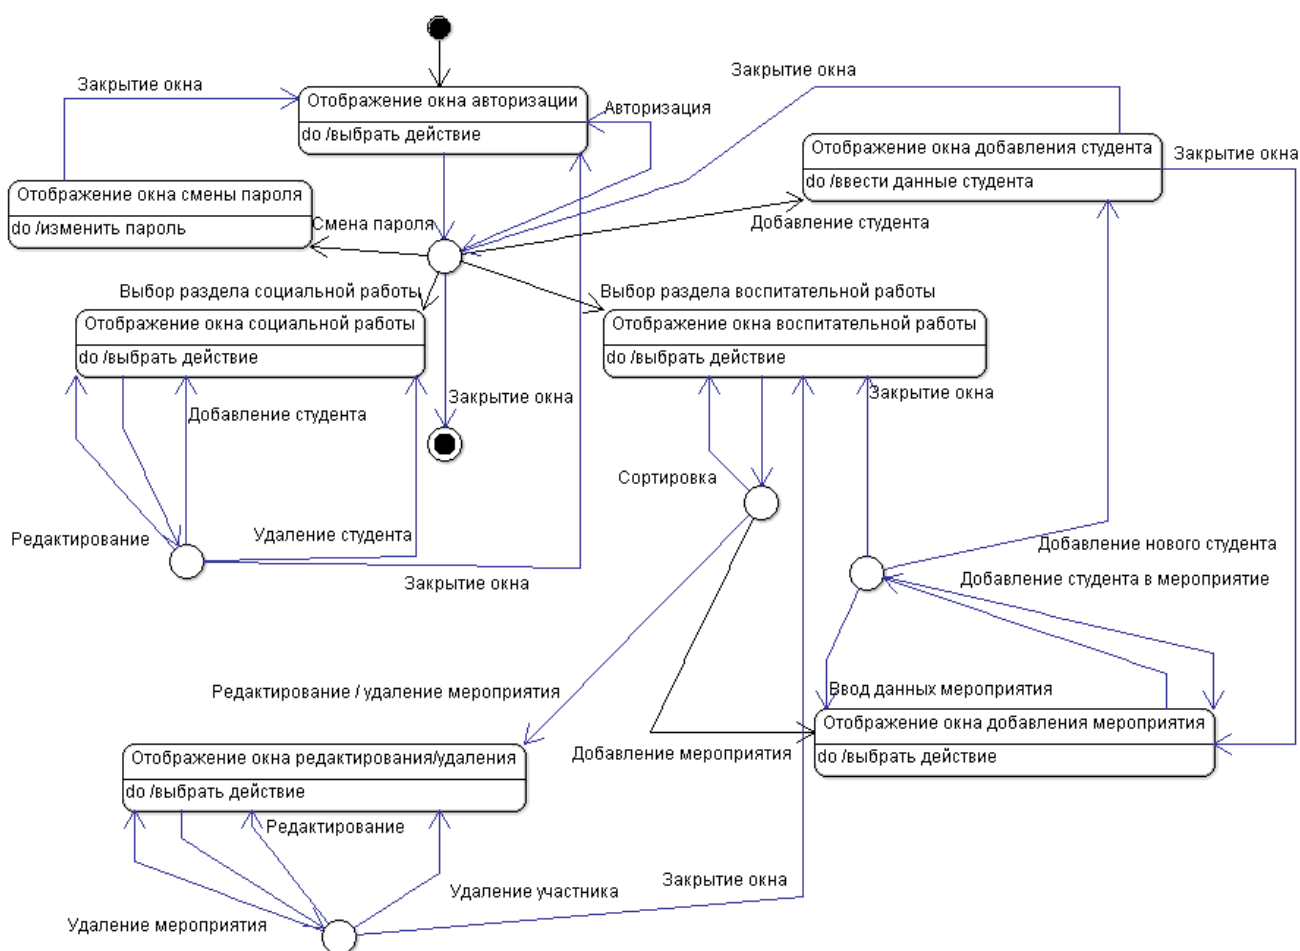 Закрытие окна
Закрытие окна
Отображение окна авторизации
do /выбрать действие
Авторизация
Отображение окна добавления студента
do /ввести данные студента
Закрытие окна
Отображение окна смены пароля
do /изменить пароль
Смена пароля
Добавление студента
Выбор раздела социальной работы
Выбор раздела воспитательной работы
Отображение окна социальной работы
do /выбрать действие
Отображение окна воспитательной работы
do /выбрать действие
Закрытие окна
Закрытие окна
Добавление студента
Сортировка
Редактирование
Удаление студента
Закрытие окна
Добавление нового студента
Добавление студента в мероприятие
Редактирование / удаление мероприятия
Ввод данных мероприятия
Отображение окна добавления мероприятия
do /выбрать действие
Добавление мероприятия
Отображение окна редактирования/удаления
do /выбрать действие
Редактирование
Закрытие окна
Удаление участника
Удаление мероприятия